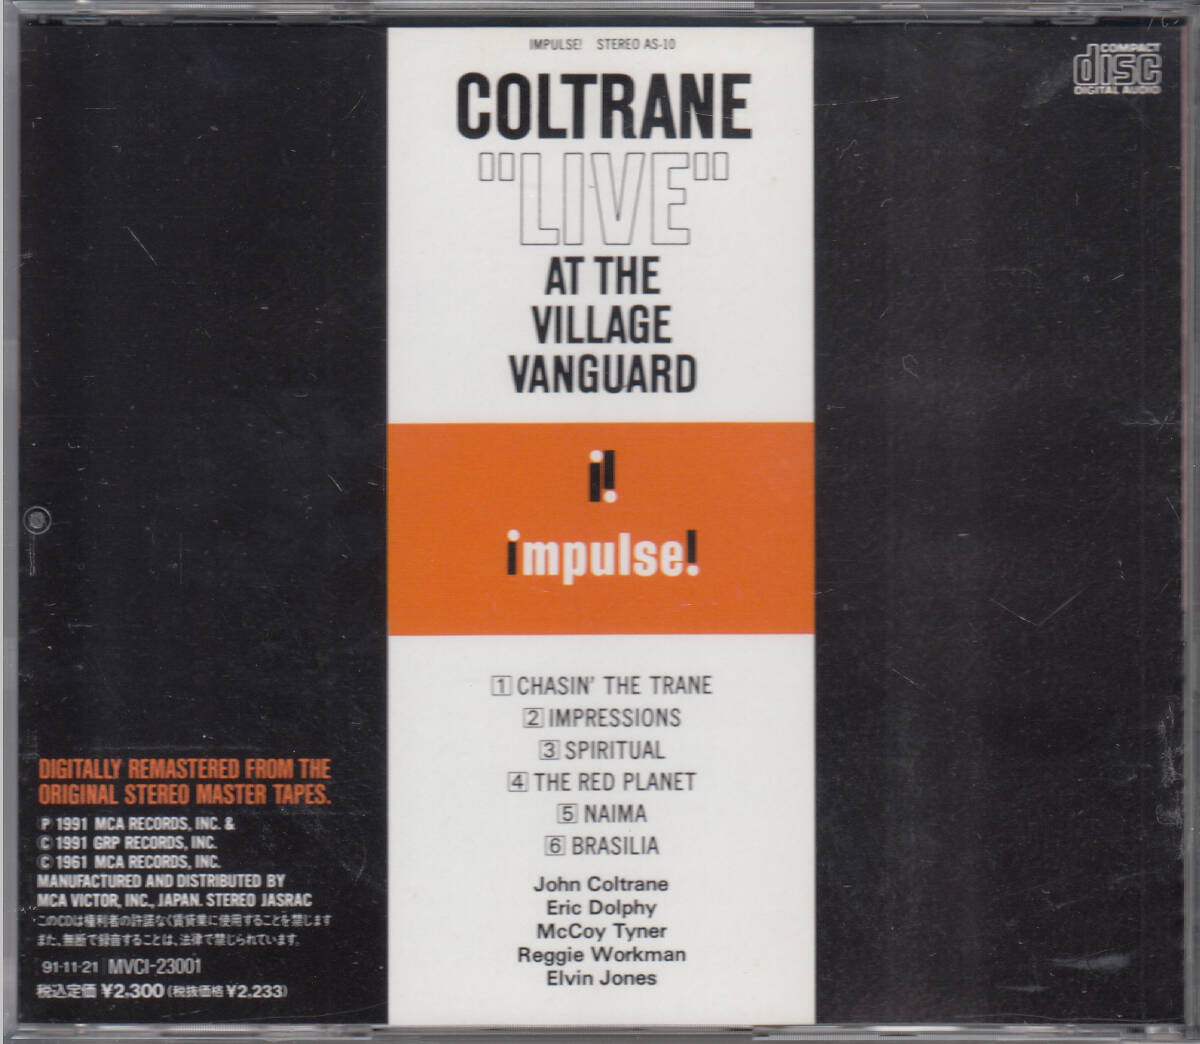 IMPULSE! STEREO AS-10
COLTRANE
"LIVE"
AT THE
VILLAGE
VANGUARD
COMPACT
disc
DIGITAL AUDIO
i!
impulse!
1 CHASIN' THE TRANE
2 IMPRESSIONS
3 SPIRITUAL
4 THE RED PLANET
5 NAIMA
6 BRASILIA
John Coltrane
Eric Dolphy
McCoy Tyner
Reggie Workman
Elvin Jones
DIGITALLY REMASTERED FROM THE
ORIGINAL STEREO MASTER TAPES.
Ⓟ 1991 MCA RECORDS, INC. &
© 1991 GRP RECORDS, INC.
© 1961 MCA RECORDS, INC.
MANUFACTURED AND DISTRIBUTED BY
MCA VICTOR, INC., JAPAN. STEREO JASRAC
このCDは権利者の許諾なく賃貸業に使用することを禁じます
また、無断で録音することは、法律で禁じられています。
91·11·21 MVCI-23001
税込定価 ¥2,300 (税抜価格 ¥2,233)